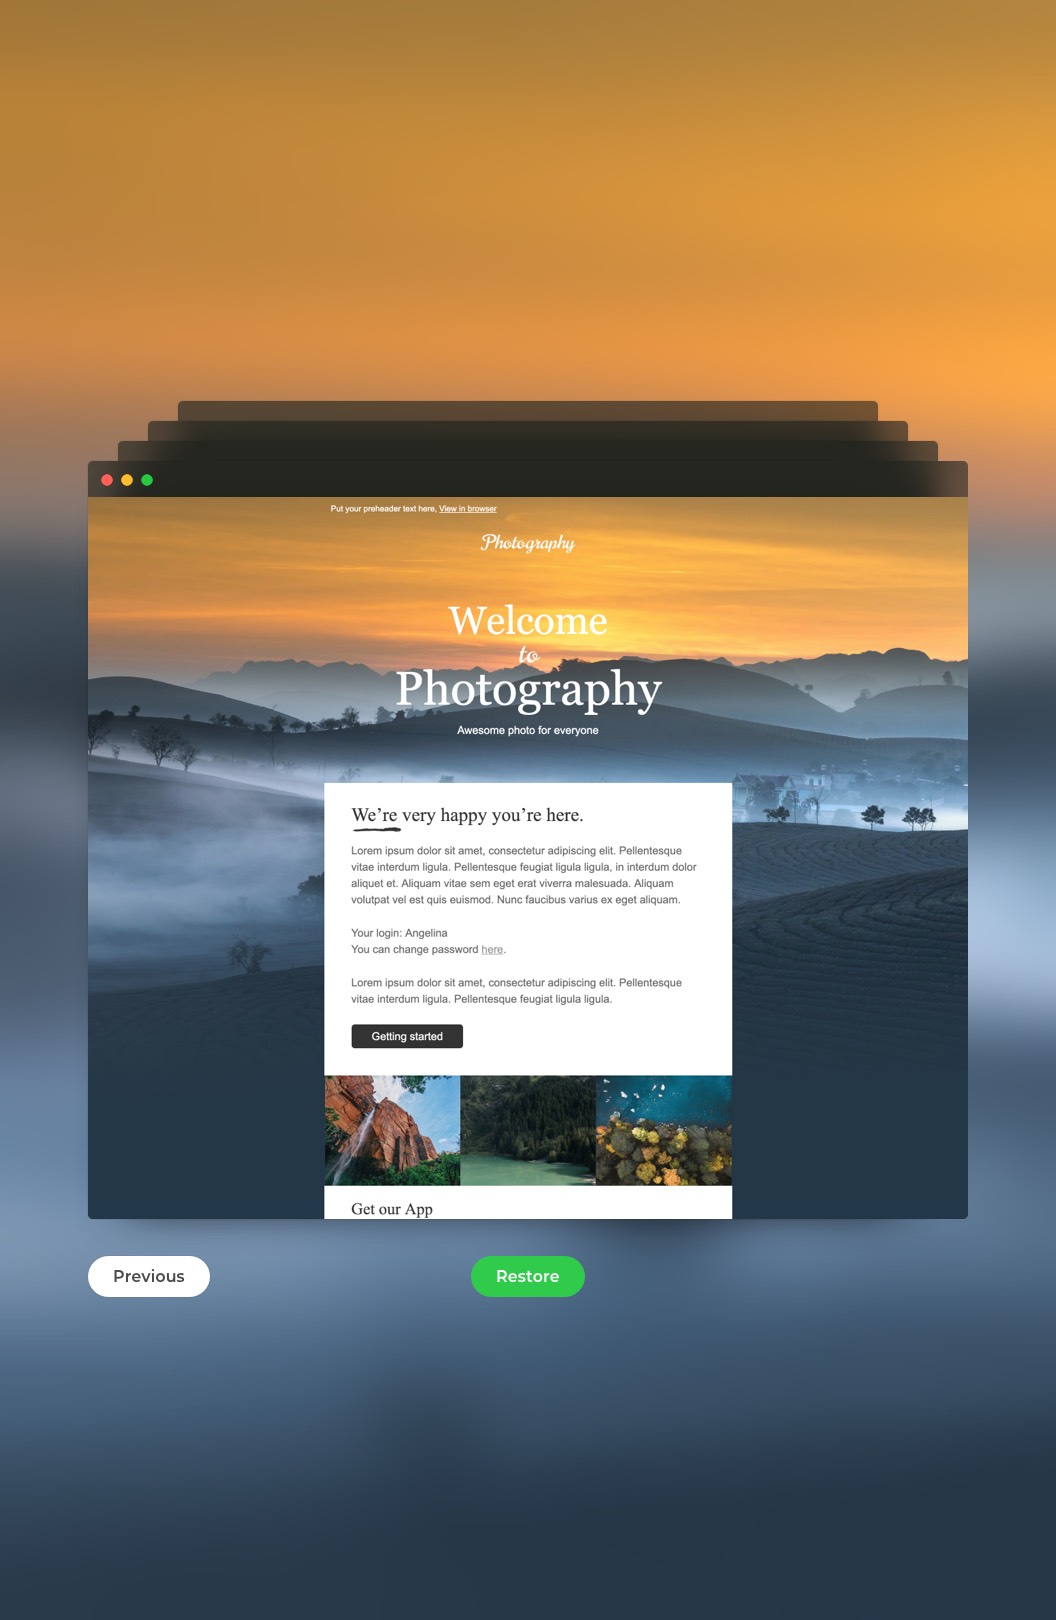 Put your preheader text here, View in browser
Photography
Welcome
to
Photography
Awesome photo for everyone
We’re very happy you’re here.
Lorem ipsum dolor sit amet, consectetur adipiscing elit. Pellentesque
vitae interdum ligula. Pellentesque feugiat ligula ligula, in interdum dolor
aliquet et. Aliquam vitae sem eget erat viverra malesuada. Aliquam
volutpat vel est quis euismod. Nunc faucibus varius ex eget aliquam.
Your login: Angelina
You can change password here.
Lorem ipsum dolor sit amet, consectetur adipiscing elit. Pellentesque
vitae interdum ligula. Pellentesque feugiat ligula ligula.
Getting started
Get our App
Previous
Restore